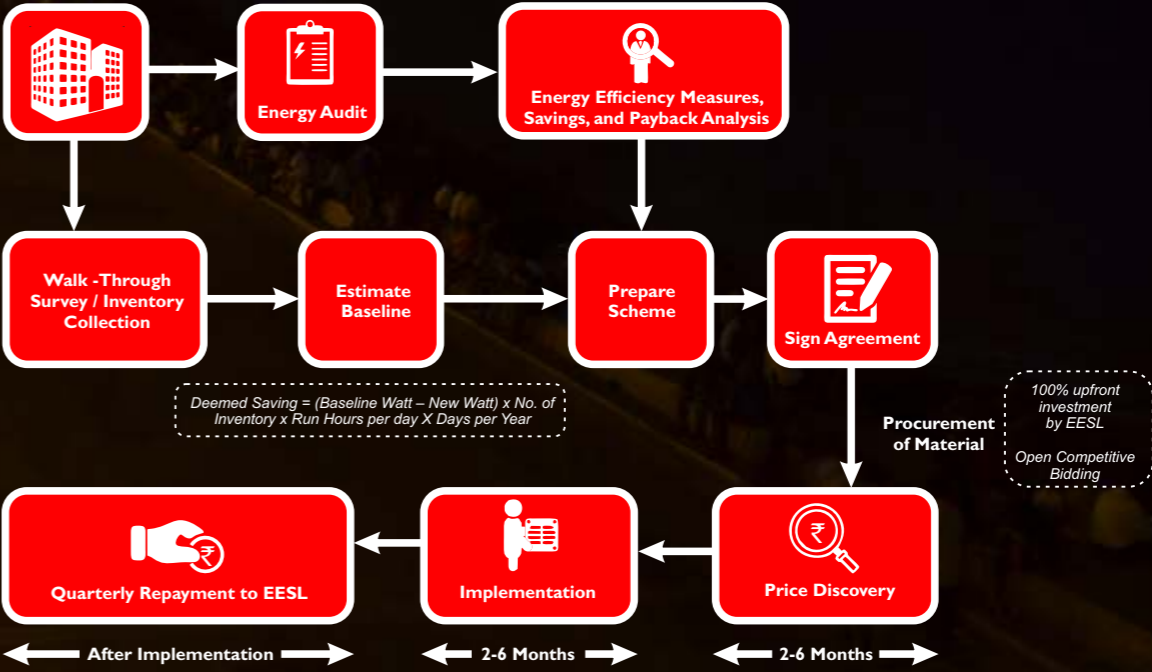 Energy Audit
Energy Efficiency Measures,
Savings, and Payback Analysis
Walk -Through
Survey / Inventory
Collection
Estimate
Baseline
Prepare
Scheme
Sign Agreement
Deemed Saving = (Baseline Watt – New Watt) x No. of
Inventory x Run Hours per day X Days per Year
Procurement
of Material
100% upfront
investment
by EESL
Open Competitive
Bidding
₹
Quarterly Repayment to EESL
Implementation
₹
Price Discovery
After Implementation
2-6 Months
2-6 Months